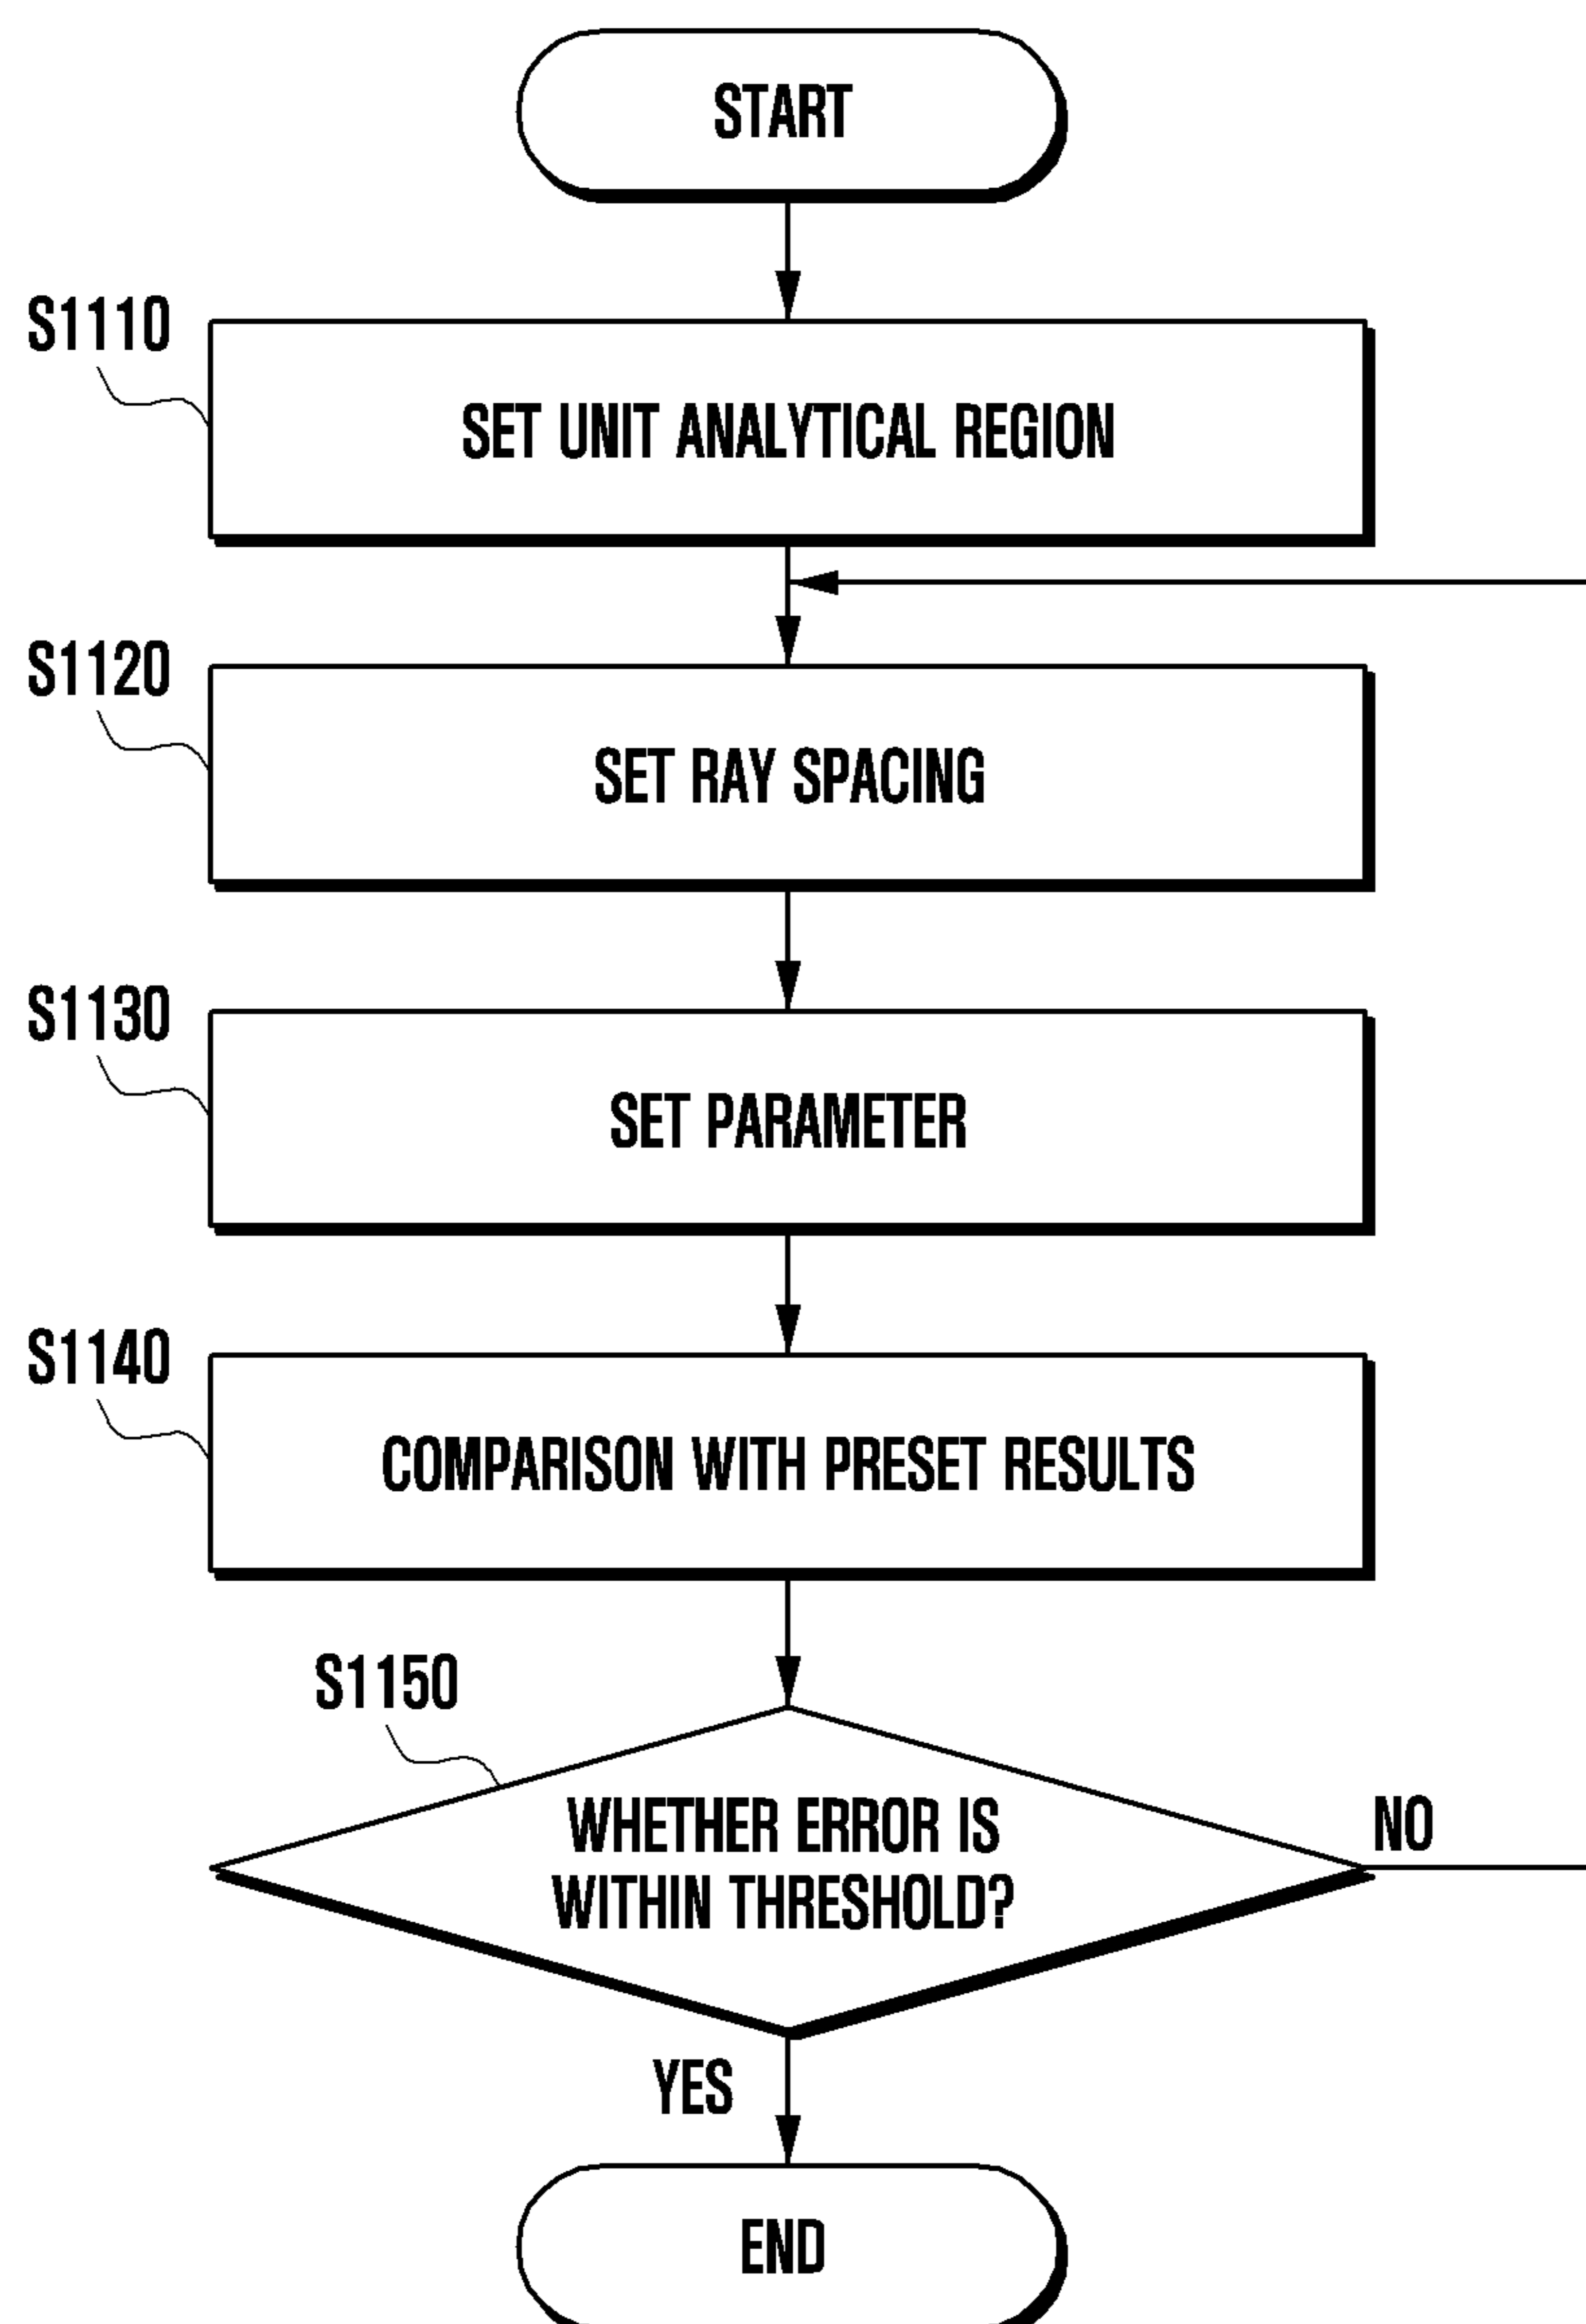 START
S1110
SET UNIT ANALYTICAL REGION
S1120
SET RAY SPACING
S1130
SET PARAMETER
S1140
COMPARISON WITH PRESET RESULTS
S1150
WHETHER ERROR IS
WITHIN THRESHOLD?
NO
YES
END